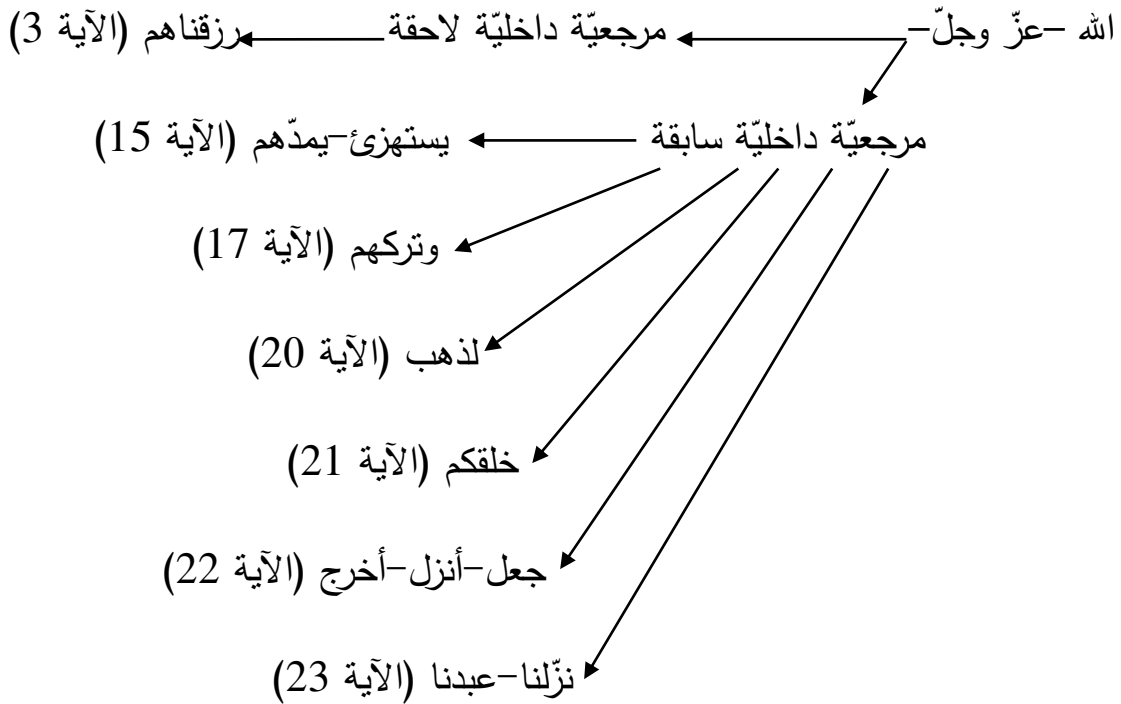 الله –عزّ وجلّ– مرجعيّة داخليّة لاحقة رزقناهم (الآية 3)
مرجعيّة داخليّة سابقة يستهزئ–يمدّهم (الآية 15)
وتركهم (الآية 17)
لذهب (الآية 20)
خلقكم (الآية 21)
جعل–أنزل–أخرج (الآية 22)
نزّلنا–عبدنا (الآية 23)